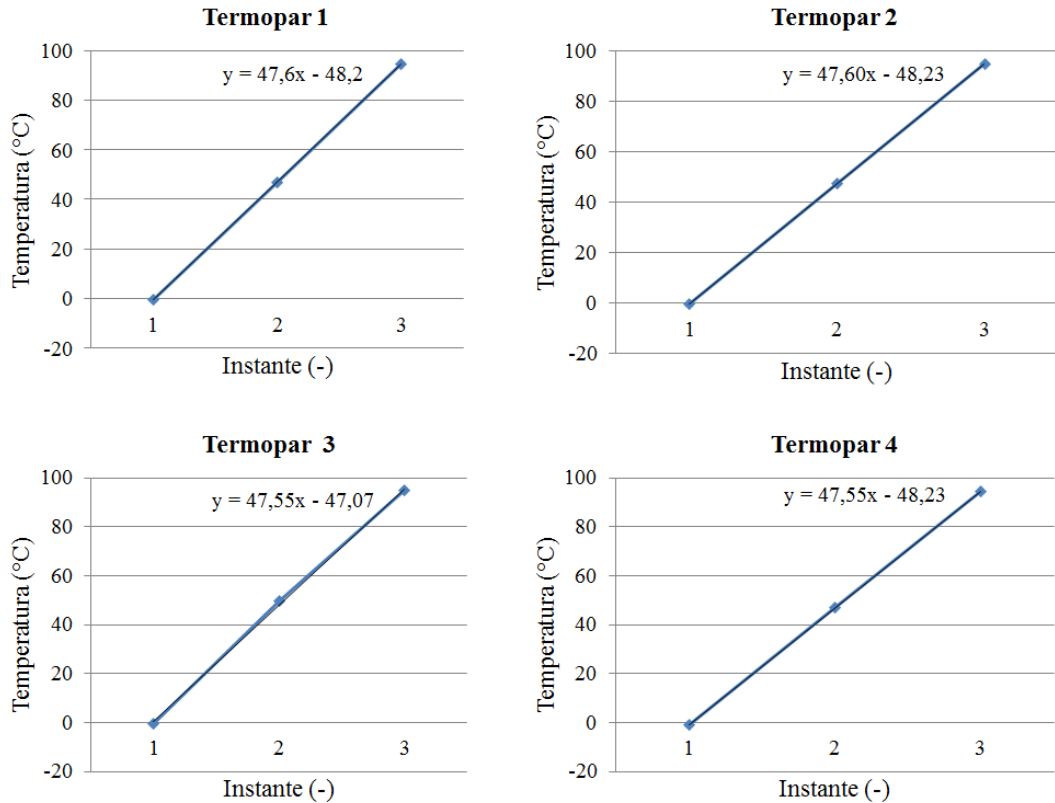 Termopar 1
y = 47,6x - 48,2
Temperatura (°C)
100
80
60
40
20
0
-20
1 2 3
Instante (-)
Termopar 2
y = 47,60x - 48,23
Temperatura (°C)
100
80
60
40
20
0
-20
1 2 3
Instante (-)
Termopar 3
y = 47,55x - 47,07
Temperatura (°C)
100
80
60
40
20
0
-20
1 2 3
Instante (-)
Termopar 4
y = 47,55x - 48,23
Temperatura (°C)
100
80
60
40
20
0
-20
1 2 3
Instante (-)